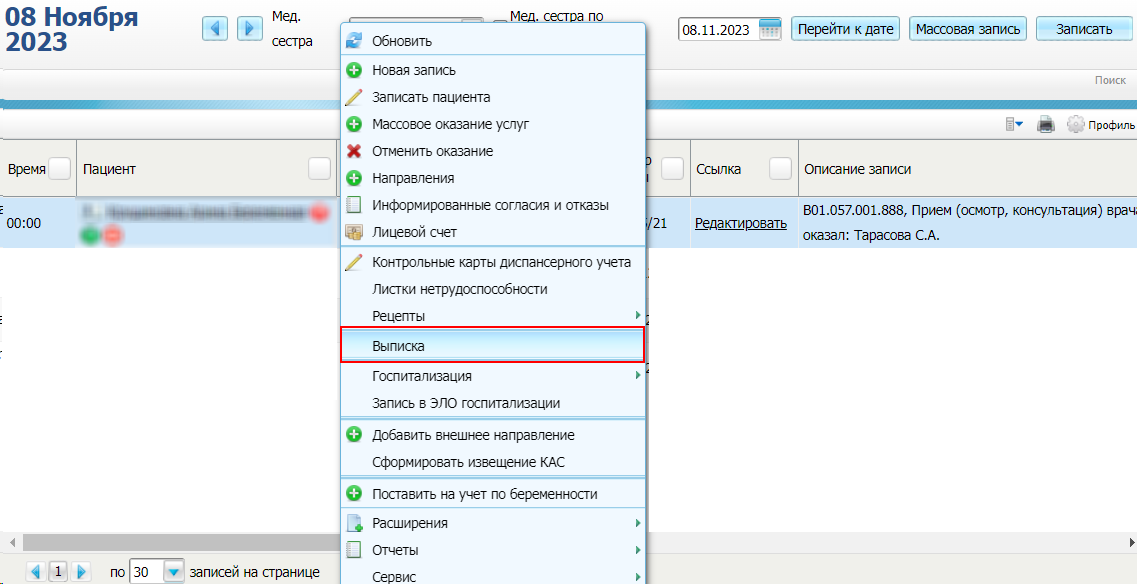 08 Ноября
2023
Мед.
сестра
Мед. сестра по
08.11.2023
Перейти к дате
Массовая запись
Записать
Поиск
Профиль
Время
Пациент
Ссылка
Описание записи
00:00
/21
Редактировать
B01.057.001.888, Прием (осмотр, консультация) врача
оказал: Тарасова С.А.
Обновить
Новая запись
Записать пациента
Массовое оказание услуг
Отменить оказание
Направления
Информированные согласия и отказы
Лицевой счет
Контрольные карты диспансерного учета
Листки нетрудоспособности
Рецепты
Выписка
Госпитализация
Запись в ЭЛО госпитализации
Добавить внешнее направление
Сформировать извещение КАС
Поставить на учет по беременности
Расширения
Отчеты
Сервис
1
по 30 записей на странице